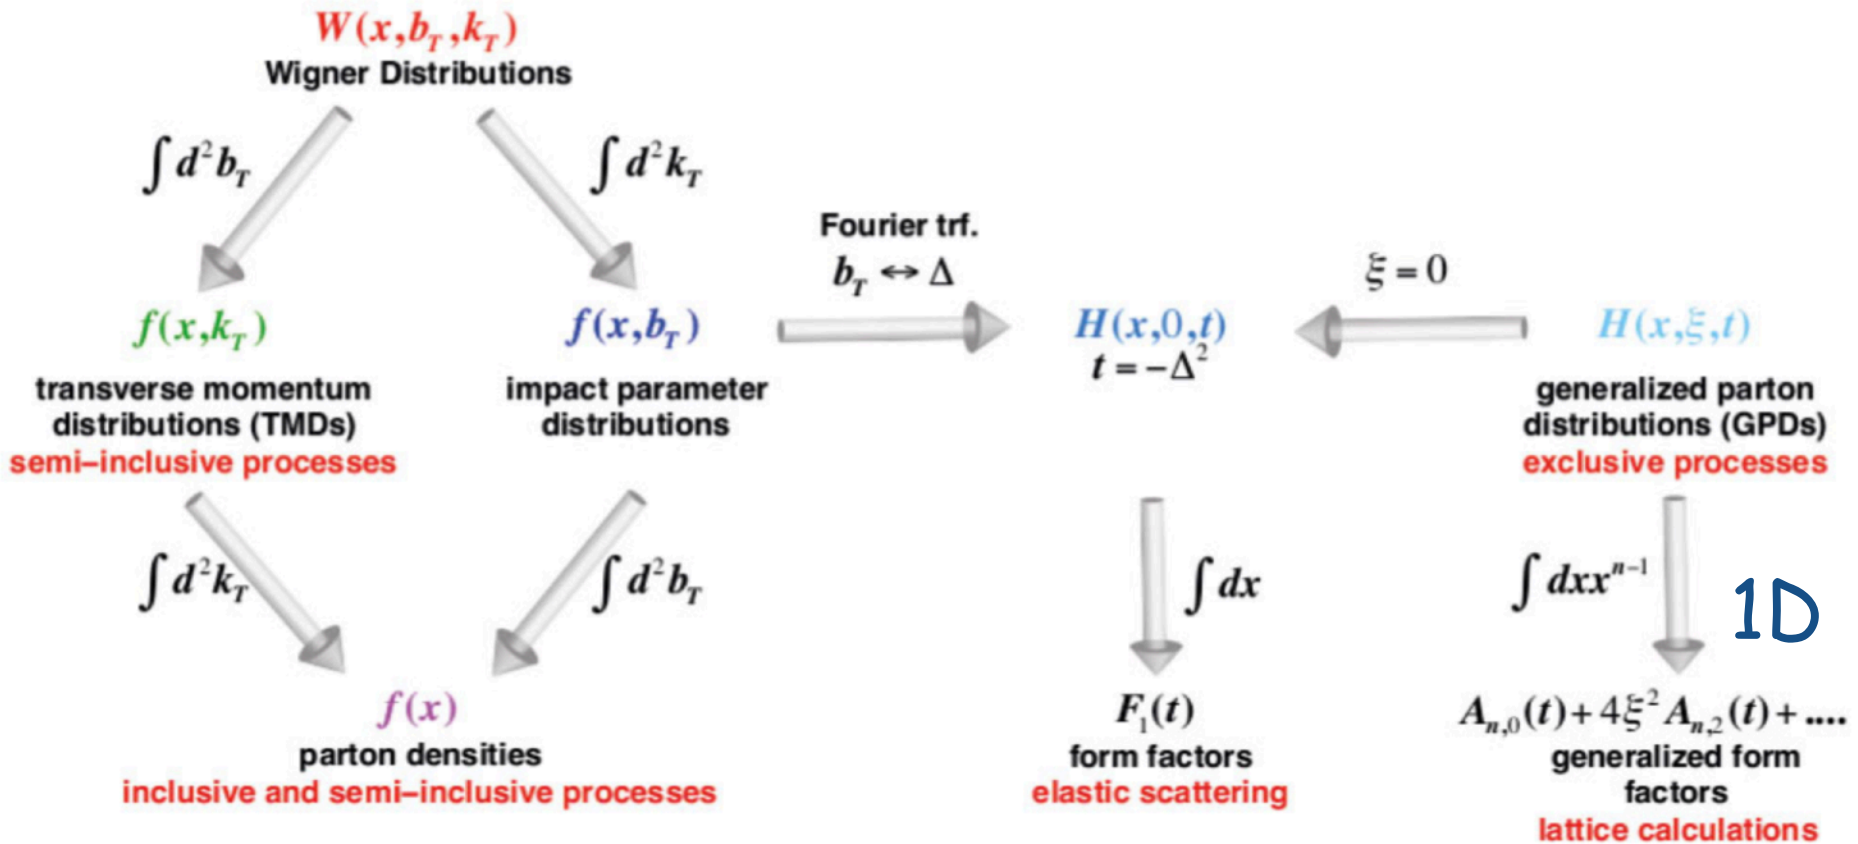 W(x,b_T,k_T)
Wigner Distributions
∫d²b_T
∫d²k_T
Fourier trf.
b_T ↔ Δ
ξ = 0
f(x,k_T)
f(x,b_T)
H(x,0,t)
t = −Δ²
H(x,ξ,t)
transverse momentum
distributions (TMDs)
semi–inclusive processes
impact parameter
distributions
generalized parton
distributions (GPDs)
exclusive processes
∫d²k_T
∫d²b_T
∫dx
∫dxx^{n−1}
1D
f(x)
parton densities
inclusive and semi–inclusive processes
F₁(t)
form factors
elastic scattering
A_{n,0}(t)+4ξ²A_{n,2}(t)+....
generalized form
factors
lattice calculations